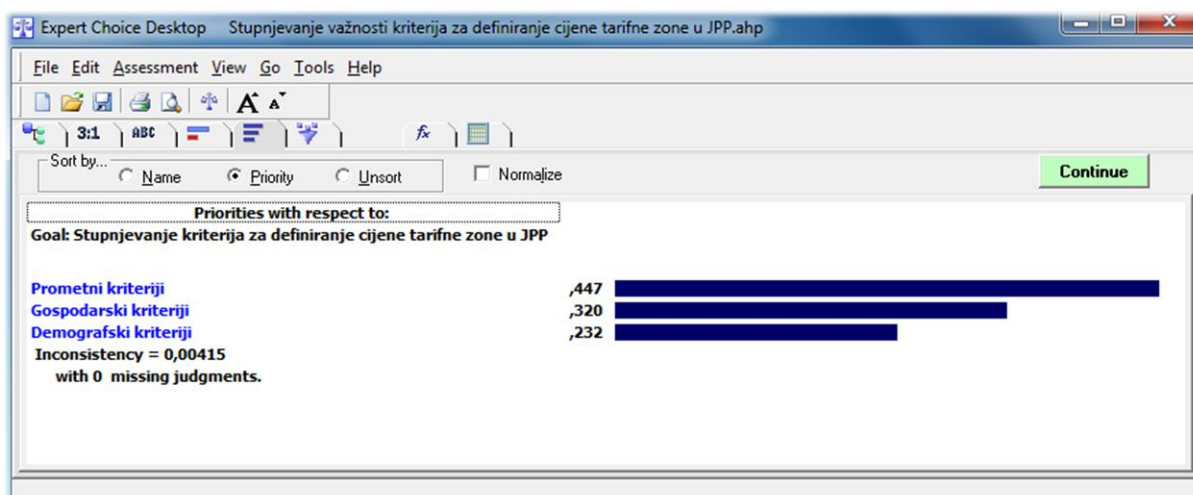 Expert Choice Desktop Stupnjevanje važnosti kriterija za definiranje cijene tarifne zone u JPP.ahp
File Edit Assessment View Go Tools Help
A A
3:1 ABC fx
Sort by... Name Priority Unsort Normalize Continue
Priorities with respect to:
Goal: Stupnjevanje kriterija za definiranje cijene tarifne zone u JPP
Prometni kriteriji ,447
Gospodarski kriteriji ,320
Demografski kriteriji ,232
Inconsistency = 0,00415
with 0 missing judgments.